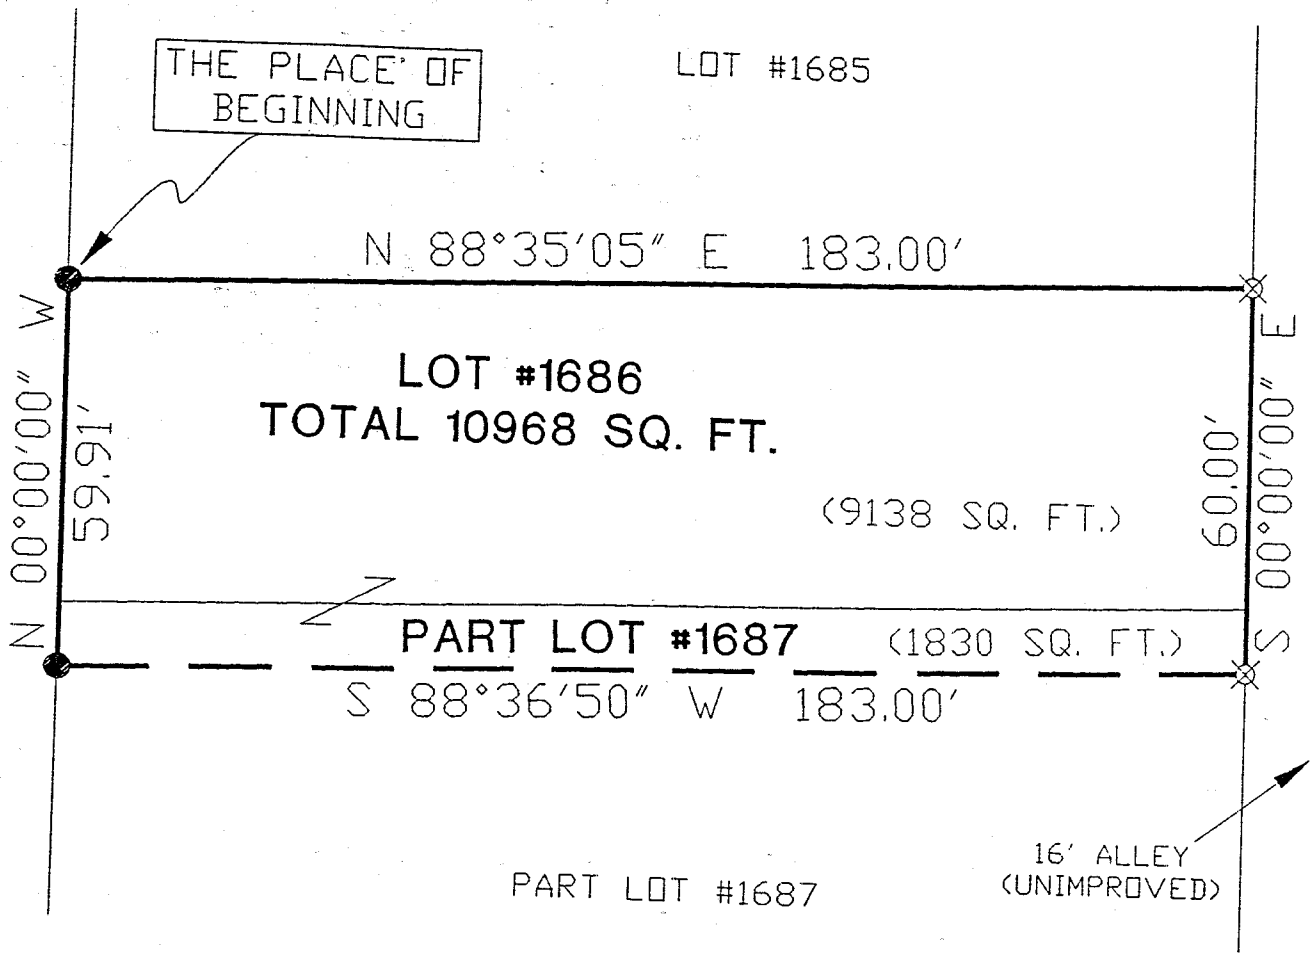 THE PLACE OF
BEGINNING
LOT #1685
N 88°35'05" E 183.00'
N 00°00'00" W
59.91'
LOT #1686
TOTAL 10968 SQ. FT.
(9138 SQ. FT.)
60.00'
S 00°00'00" E
PART LOT #1687
(1830 SQ. FT.)
S 88°36'50" W 183.00'
16' ALLEY
(UNIMPROVED)
PART LOT #1687